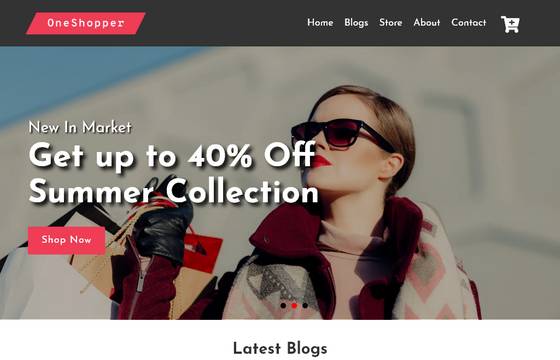 OneShopper
Home Blogs Store About Contact
New In Market
Get up to 40% Off
Summer Collection
Shop Now
Latest Blogs